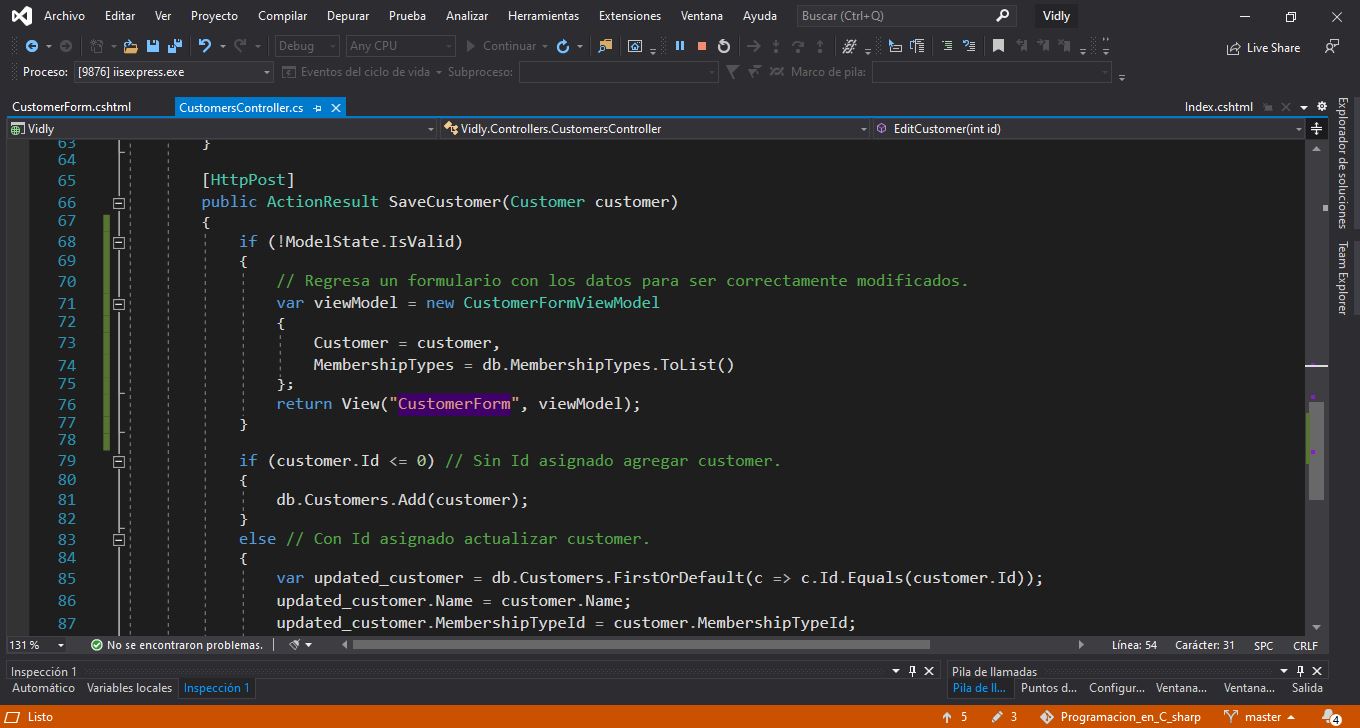 Archivo Editar Ver Proyecto Compilar Depurar Prueba Analizar Herramientas Extensiones Ventana Ayuda Buscar (Ctrl+Q) Vidly
Debug Any CPU Continuar Live Share
Proceso: [9876] iisexpress.exe Eventos del ciclo de vida Subproceso: Marco de pila:
CustomerForm.cshtml CustomersController.cs Index.cshtml
Vidly Vidly.Controllers.CustomersController EditCustomer(int id)
Explorador de soluciones
Team Explorer
63 }
64
65 [HttpPost]
66 public ActionResult SaveCustomer(Customer customer)
67 {
68 if (!ModelState.IsValid)
69 {
70 // Regresa un formulario con los datos para ser correctamente modificados.
71 var viewModel = new CustomerFormViewModel
72 {
73 Customer = customer,
74 MembershipTypes = db.MembershipTypes.ToList()
75 };
76 return View("CustomerForm", viewModel);
77 }
78
79 if (customer.Id <= 0) // Sin Id asignado agregar customer.
80 {
81 db.Customers.Add(customer);
82 }
83 else // Con Id asignado actualizar customer.
84 {
85 var updated_customer = db.Customers.FirstOrDefault(c => c.Id.Equals(customer.Id));
86 updated_customer.Name = customer.Name;
87 updated_customer.MembershipTypeId = customer.MembershipTypeId;
131 % No se encontraron problemas. Línea: 54 Carácter: 31 SPC CRLF
Inspección 1 Pila de llamadas
Automático Variables locales Inspección 1 Pila de ll... Puntos d... Configur... Ventana... Ventana... Salida
Listo 5 3 Programacion_en_C_sharp master 4